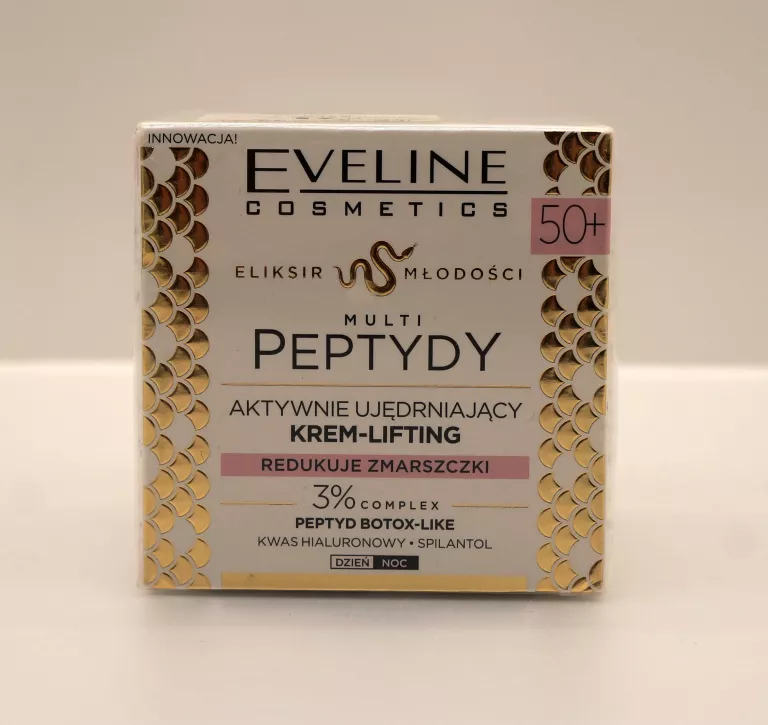 INNOWACJA!
EVELINE
COSMETICS
50+
ELIKSIR MŁODOŚCI
MULTI
PEPTYDY
AKTYWNIE UJĘDRNIAJĄCY
KREM-LIFTING
REDUKUJE ZMARSZCZKI
3% COMPLEX
PEPTYD BOTOX-LIKE
KWAS HIALURONOWY • SPILANTOL
DZIEŃ NOC